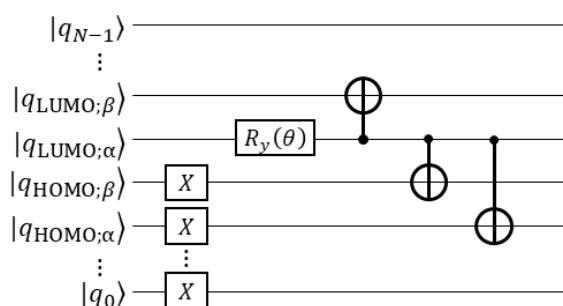 |q_{N−1}⟩
⋮
|q_{LUMO;β}⟩
|q_{LUMO;α}⟩ R_y(θ)
|q_{HOMO;β}⟩ X
|q_{HOMO;α}⟩ X
⋮ ⋮
|q_0⟩ X